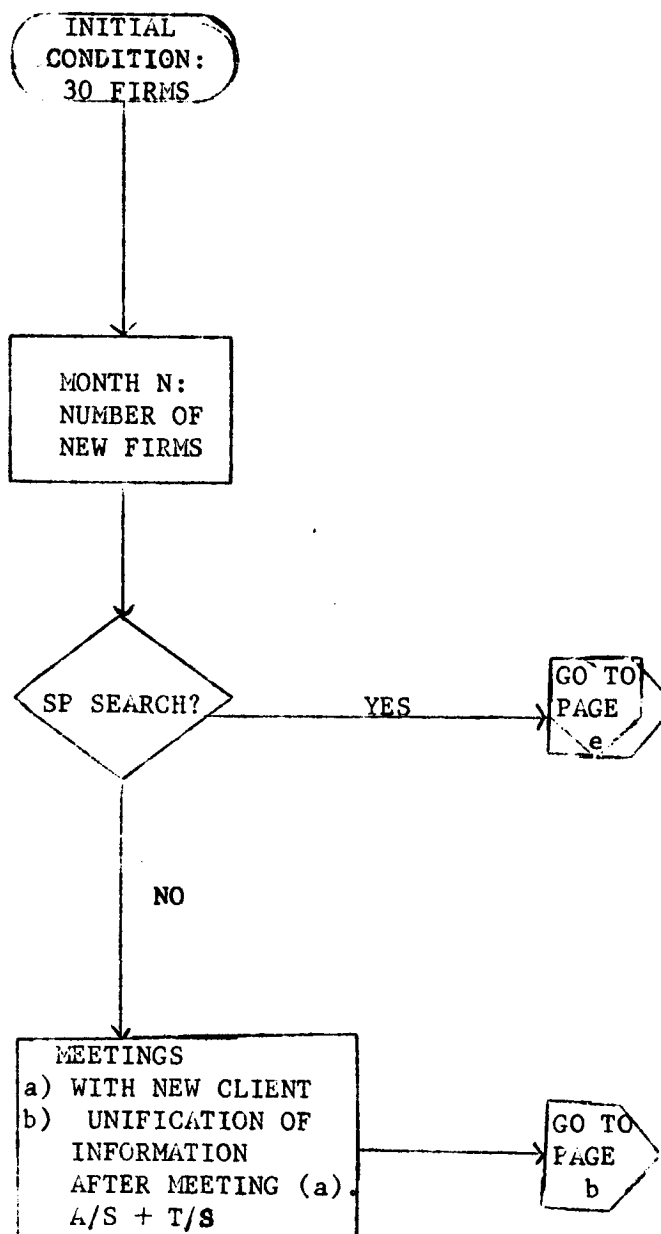 INITIAL
CONDITION:
30 FIRMS
MONTH N:
NUMBER OF
NEW FIRMS
SP SEARCH?
YES
GO TO
PAGE
e
NO
MEETINGS
a) WITH NEW CLIENT
b) UNIFICATION OF
INFORMATION
AFTER MEETING (a).
A/S + T/S
GO TO
PAGE
b